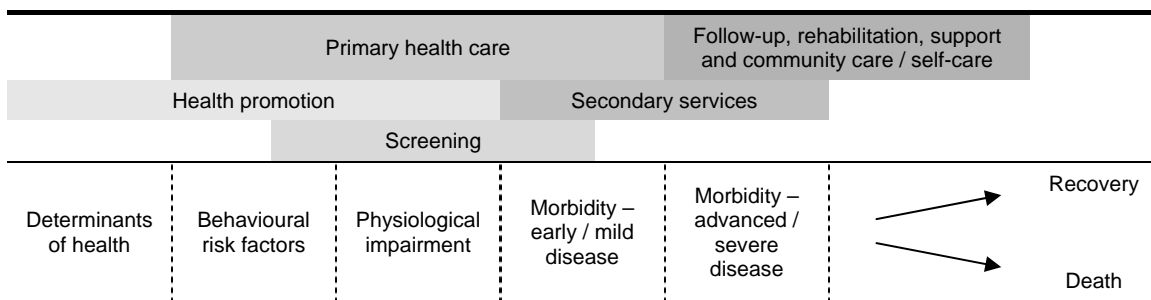 Primary health care
Follow-up, rehabilitation, support
and community care / self-care
Health promotion
Secondary services
Screening
Determinants
of health
Behavioural
risk factors
Physiological
impairment
Morbidity –
early / mild
disease
Morbidity –
advanced /
severe
disease
Recovery
Death